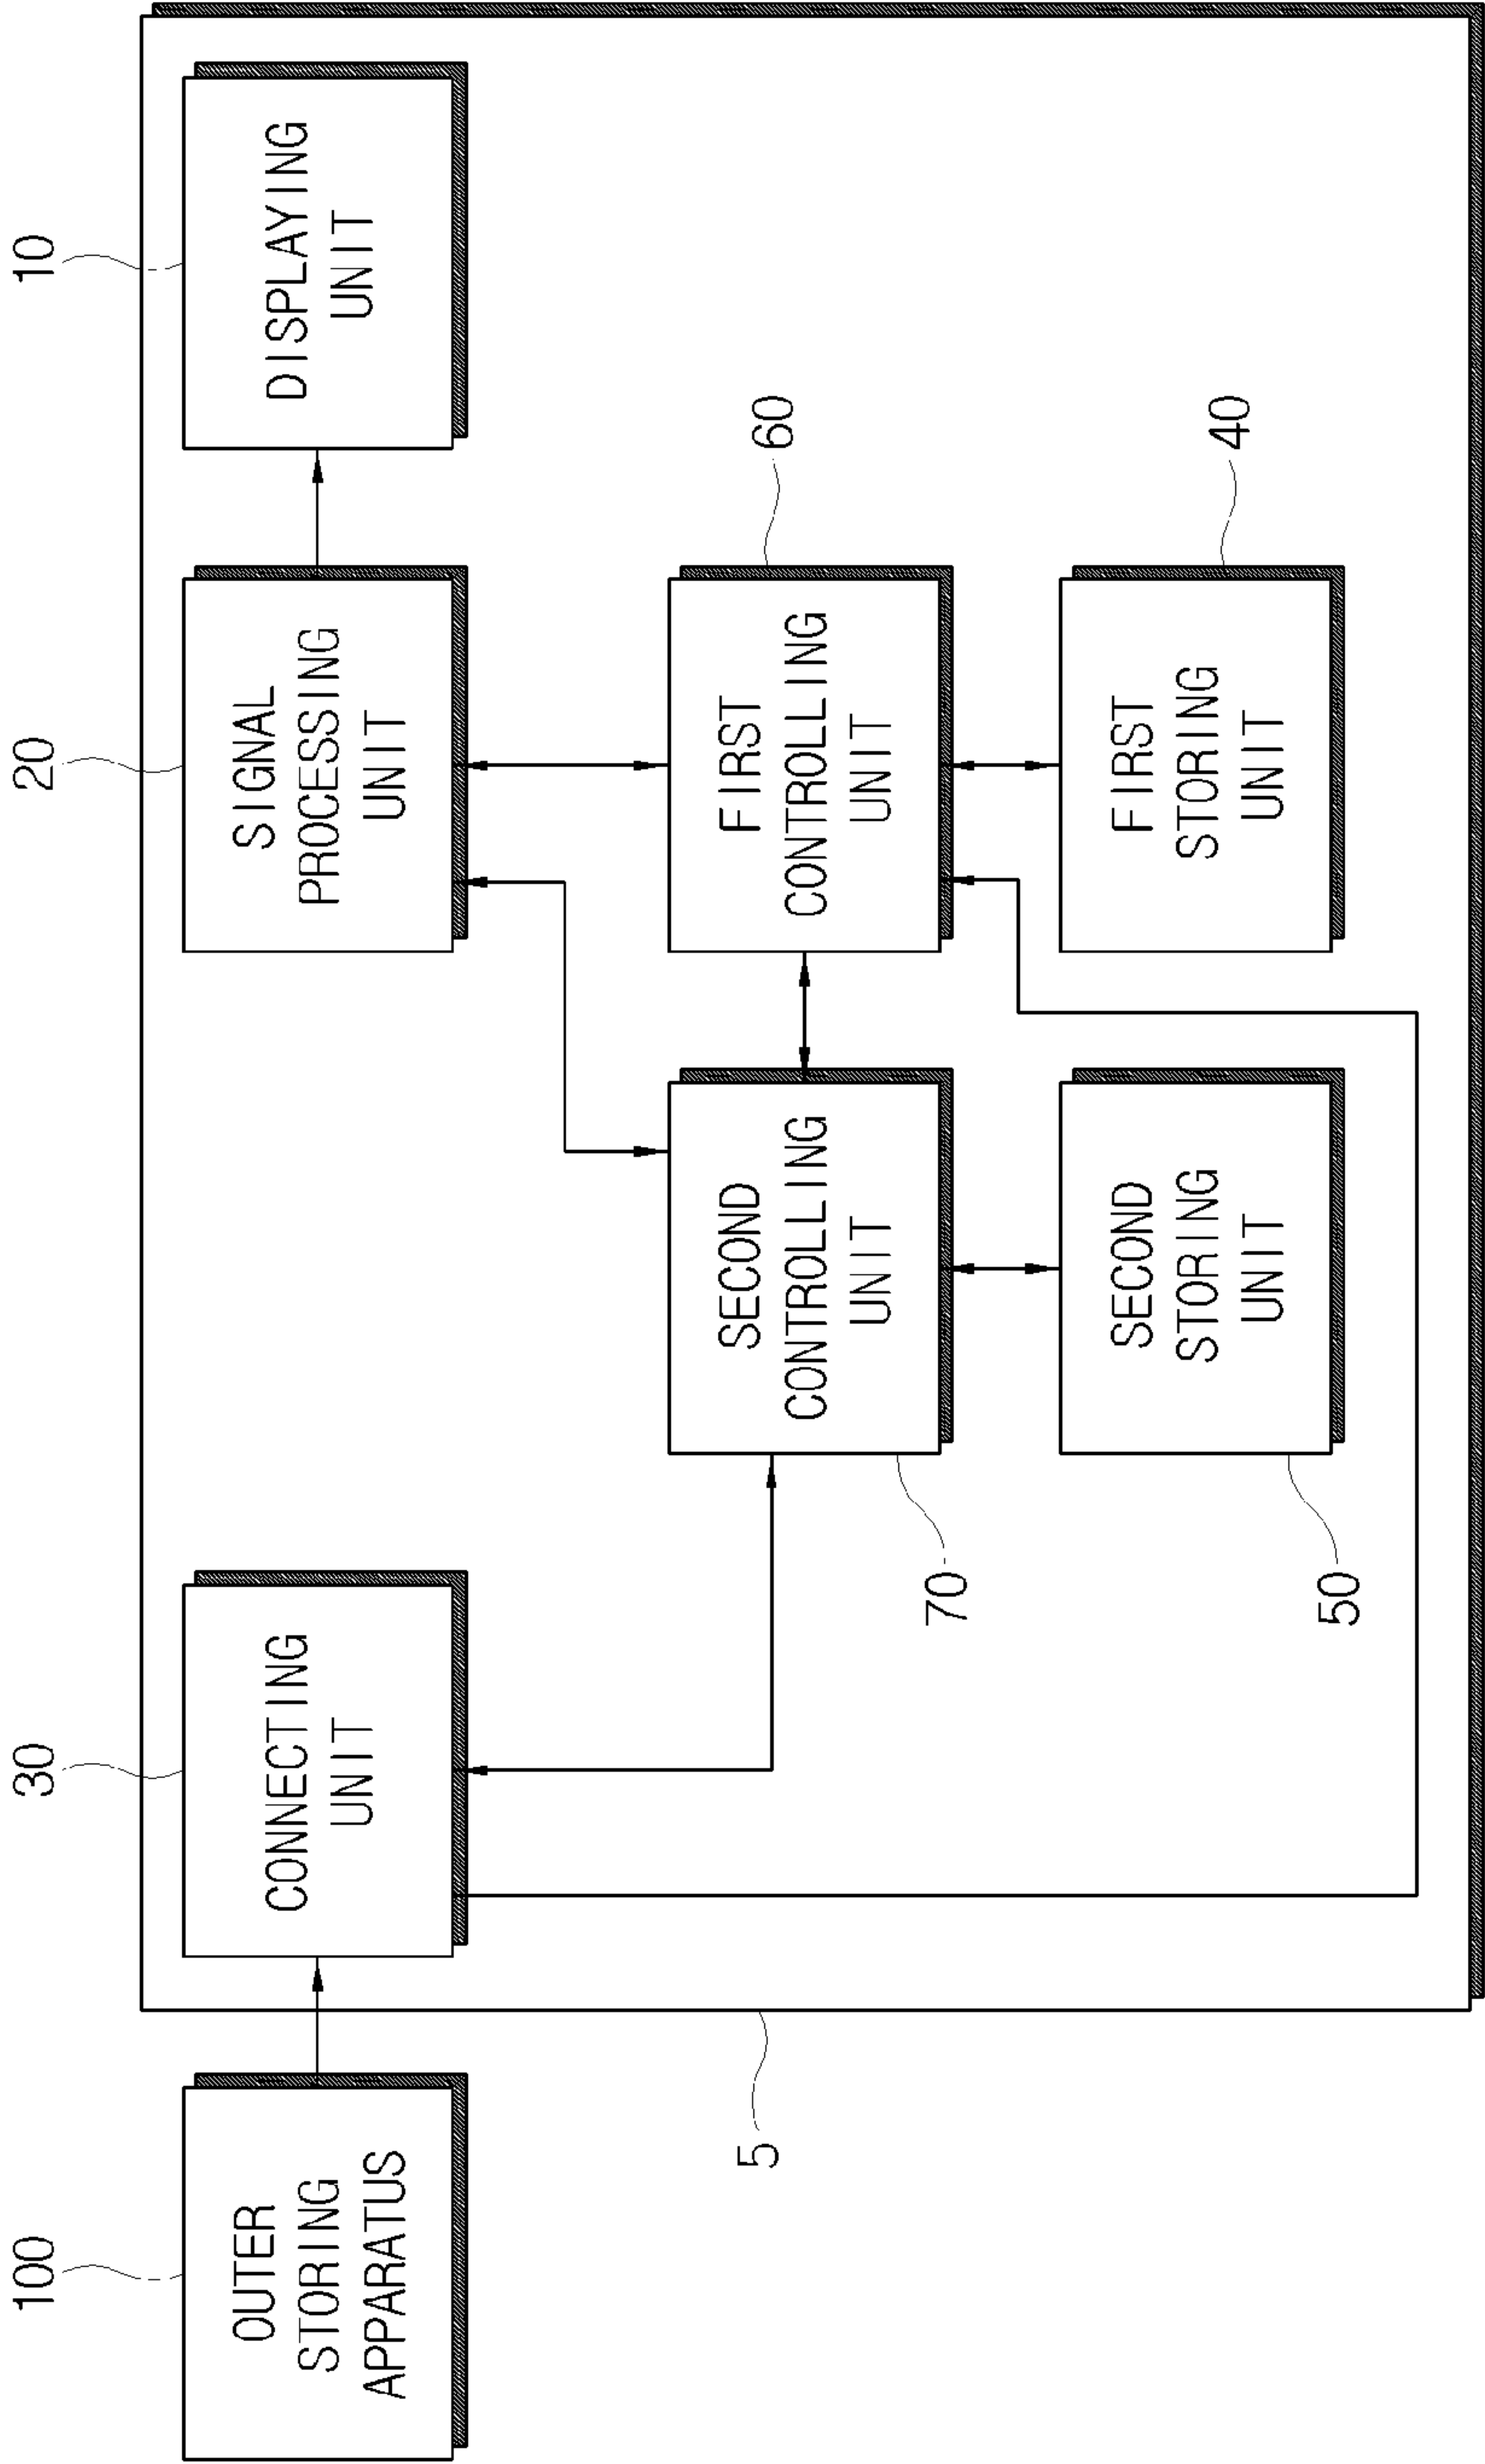 100
30
20
10
OUTER
STORING
APPARATUS
CONNECTING
UNIT
SIGNAL
PROCESSING
UNIT
DISPLAYING
UNIT
5
70
60
SECOND
CONTROLLING
UNIT
FIRST
CONTROLLING
UNIT
50
40
SECOND
STORING
UNIT
FIRST
STORING
UNIT